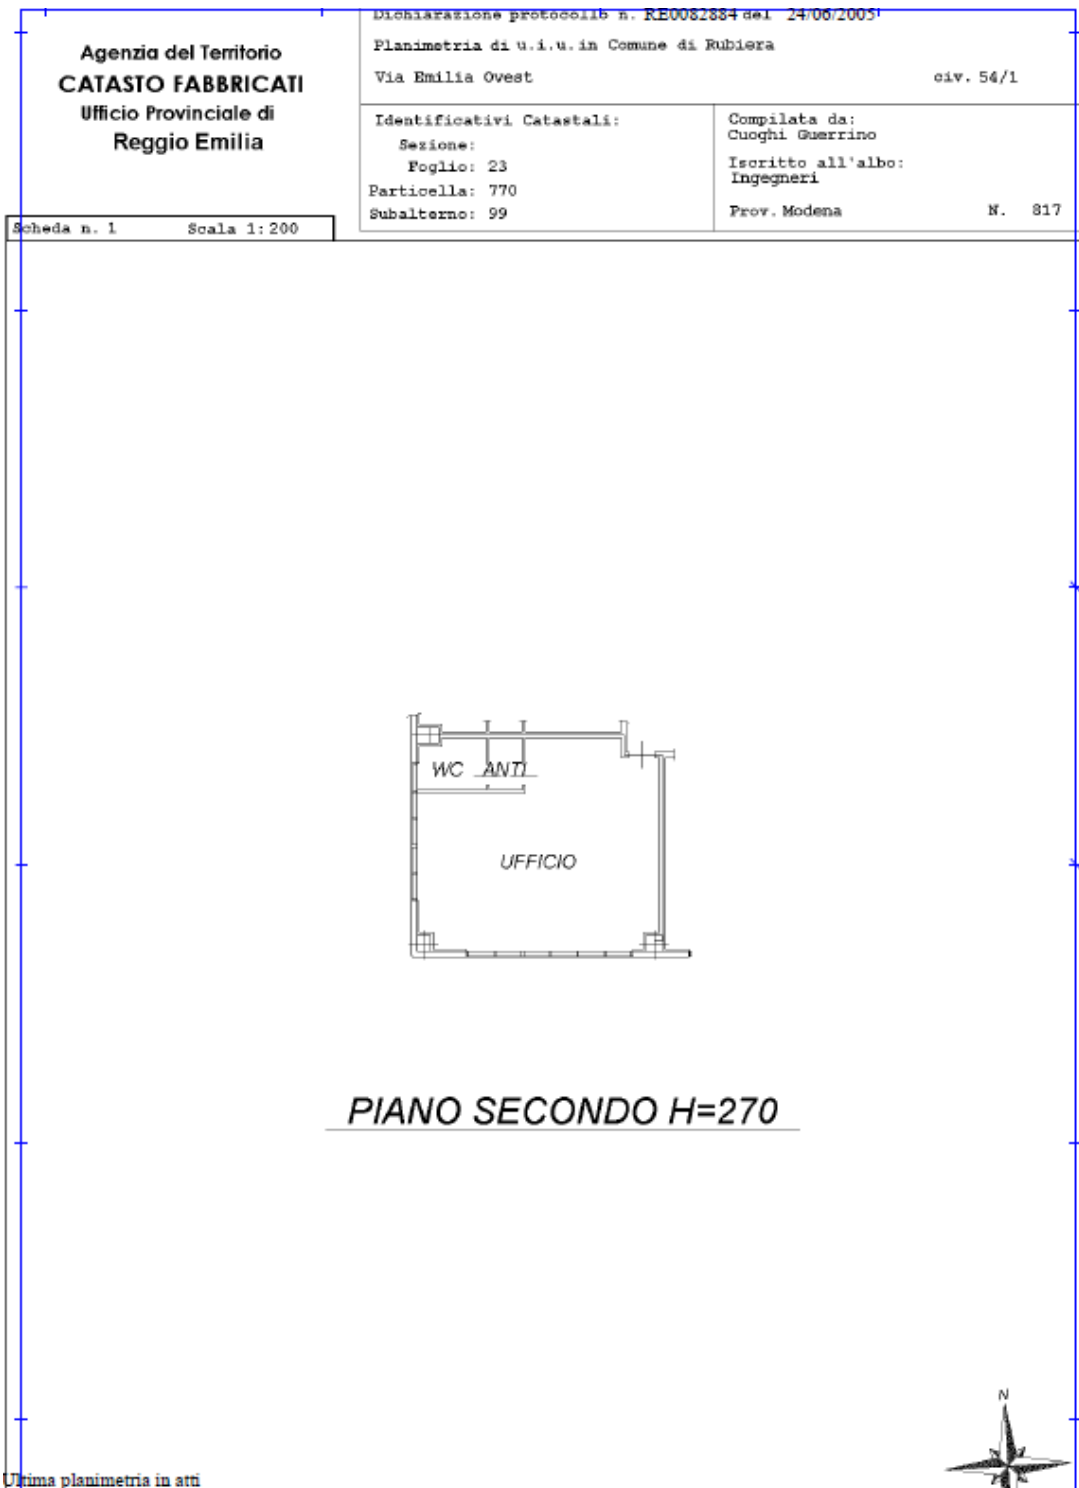 Agenzia del Territorio
CATASTO FABBRICATI
Ufficio Provinciale di
Reggio Emilia
Scheda n. 1 Scala 1:200
Dichiarazione protocollo n. RE0082884 del 24/06/2005
Planimetria di u.i.u. in Comune di Rubiera
Via Emilia Ovest civ. 54/1
Identificativi Catastali:
Sezione:
Foglio: 23
Particella: 770
Subalterno: 99
Compilata da:
Cuoghi Guerrino
Iscritto all'albo:
Ingegneri
Prov. Modena N. 817
WC ANTI
UFFICIO
PIANO SECONDO H=270
N
Ultima planimetria in atti